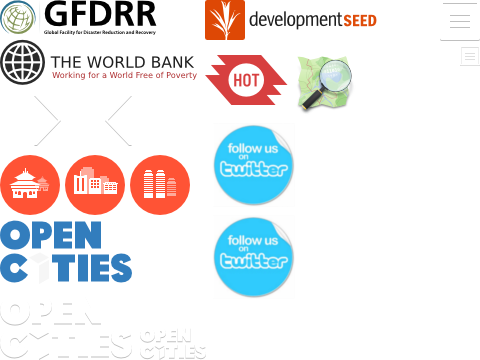 GFDRR
Global Facility for Disaster Reduction and Recovery
developmentSEED
THE WORLD BANK
Working for a World Free of Poverty
HOT
follow us
on
twitter
follow us
on
twitter
OPEN
CITIES
OPEN
CITIES
OPEN
CITIES